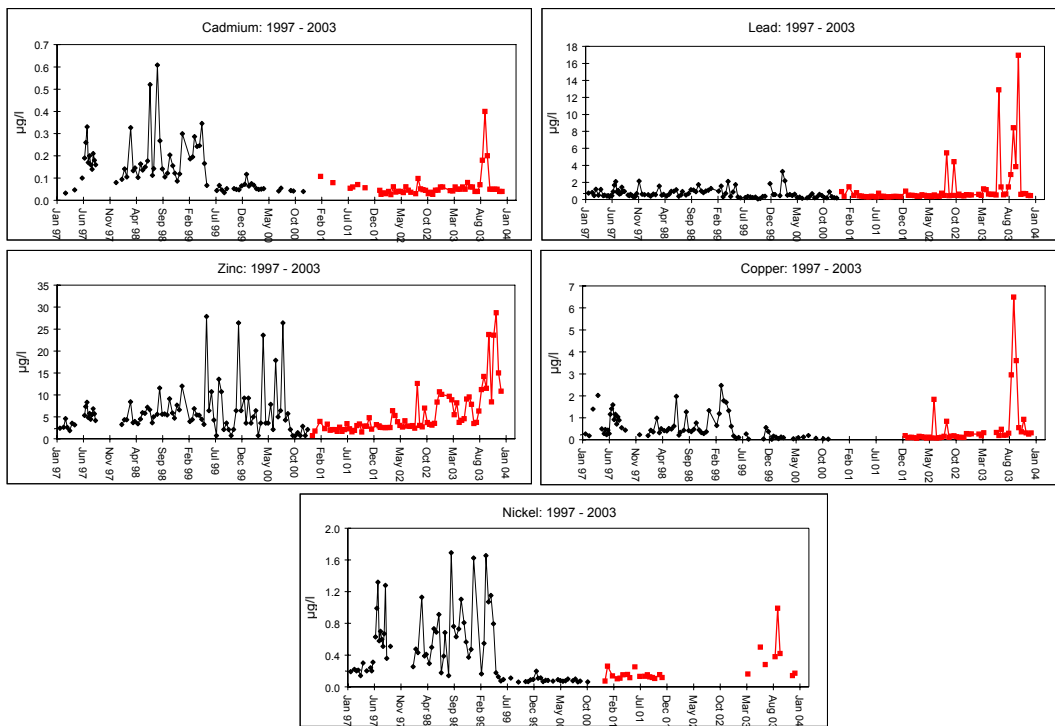 Cadmium: 1997 - 2003
µg/l
0.7
0.6
0.5
0.4
0.3
0.2
0.1
0.0
Jan 97 Jun 97 Nov 97 Apr 98 Sep 98 Feb 99 Jul 99 Dec 99 May 00 Oct 00 Feb 01 Jul 01 Dec 01 May 02 Oct 02 Mar 03 Aug 03 Jan 04
Lead: 1997 - 2003
µg/l
18
16
14
12
10
8
6
4
2
0
Jan 97 Jun 97 Nov 97 Apr 98 Sep 98 Feb 99 Jul 99 Dec 99 May 00 Oct 00 Feb 01 Jul 01 Dec 01 May 02 Oct 02 Mar 03 Aug 03 Jan 04
Zinc: 1997 - 2003
µg/l
35
30
25
20
15
10
5
0
Jan 97 Jun 97 Nov 97 Apr 98 Sep 98 Feb 99 Jul 99 Dec 99 May 00 Oct 00 Feb 01 Jul 01 Dec 01 May 02 Oct 02 Mar 03 Aug 03 Jan 04
Copper: 1997 - 2003
µg/l
7
6
5
4
3
2
1
0
Jan 97 Jun 97 Nov 97 Apr 98 Sep 98 Feb 99 Jul 99 Dec 99 May 00 Oct 00 Feb 01 Jul 01 Dec 01 May 02 Oct 02 Mar 03 Aug 03 Jan 04
Nickel: 1997 - 2003
µg/l
2.0
1.6
1.2
0.8
0.4
0.0
Jan 97 Jun 97 Nov 97 Apr 98 Sep 98 Feb 99 Jul 99 Dec 99 May 00 Oct 00 Feb 01 Jul 01 Dec 01 May 02 Oct 02 Mar 03 Aug 03 Jan 04